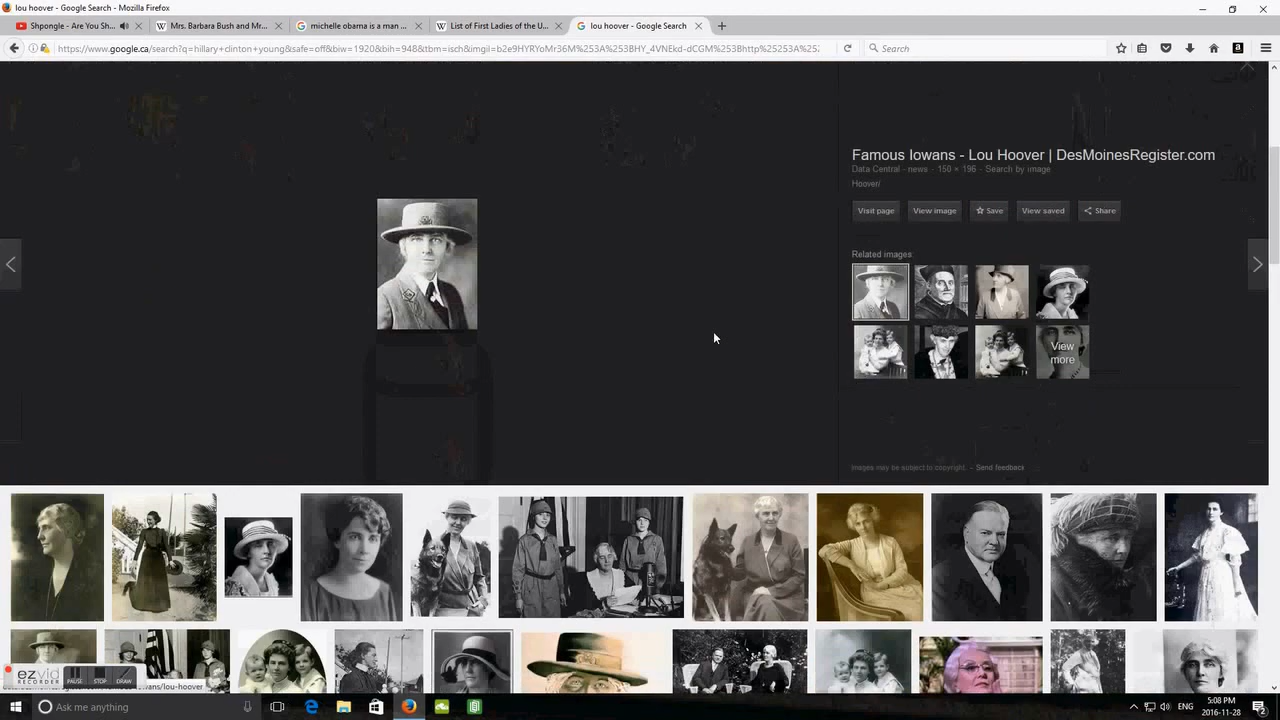 lou hoover - Google Search - Mozilla Firefox
Shpongle - Are You Sh...
Mrs. Barbara Bush and Mr...
michelle obama is a man ...
List of First Ladies of the U...
lou hoover - Google Search
https://www.google.ca/search?q=hillary+clinton+young&safe=off&biw=1920&bih=948&tbm=isch&imgil=b2e9HYRYoMr36M%253A%253BHY_4VNEkd-dCGM%253Bhttp%25253A%252
Search
Famous Iowans - Lou Hoover | DesMoinesRegister.com
Data Central - news - 150 × 196 - Search by image
Hoover/
Visit page
View image
Save
View saved
Share
Related images:
View
more
Images may be subject to copyright. - Send feedback
ezvid
RECORDER
PAUSE
STOP
DRAW
ans/lou-hoover
Ask me anything
ENG
5:08 PM
2016-11-28